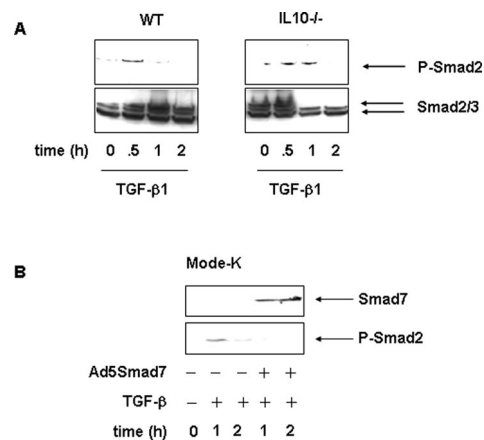 A
WT
IL10-/-
P-Smad2
Smad2/3
time (h) 0 .5 1 2 0 .5 1 2
TGF-β1 TGF-β1
B
Mode-K
Smad7
P-Smad2
Ad5Smad7 – – – + +
TGF-β – + + + +
time (h) 0 1 2 1 2